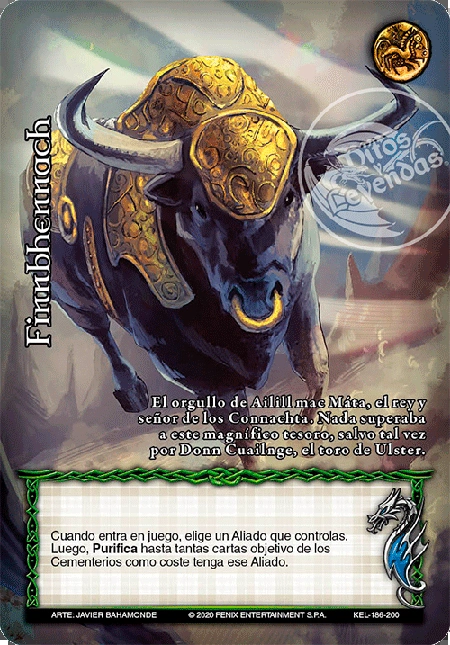 Mitos y
Leyendas
Finnbhennach
El orgullo de Ailill mac Máta, el rey y
señor de los Connachta. Nada superaba
a este magnífico tesoro, salvo tal vez
por Donn Cuailnge, el toro de Ulster.
Cuando entra en juego, elige un Aliado que controlas.
Luego, Purifica hasta tantas cartas objetivo de los
Cementerios como coste tenga ese Aliado.
ARTE. JAVIER BAHAMONDE © 2020 FENIX ENTERTAINMENT S.P.A. KEL-186-200